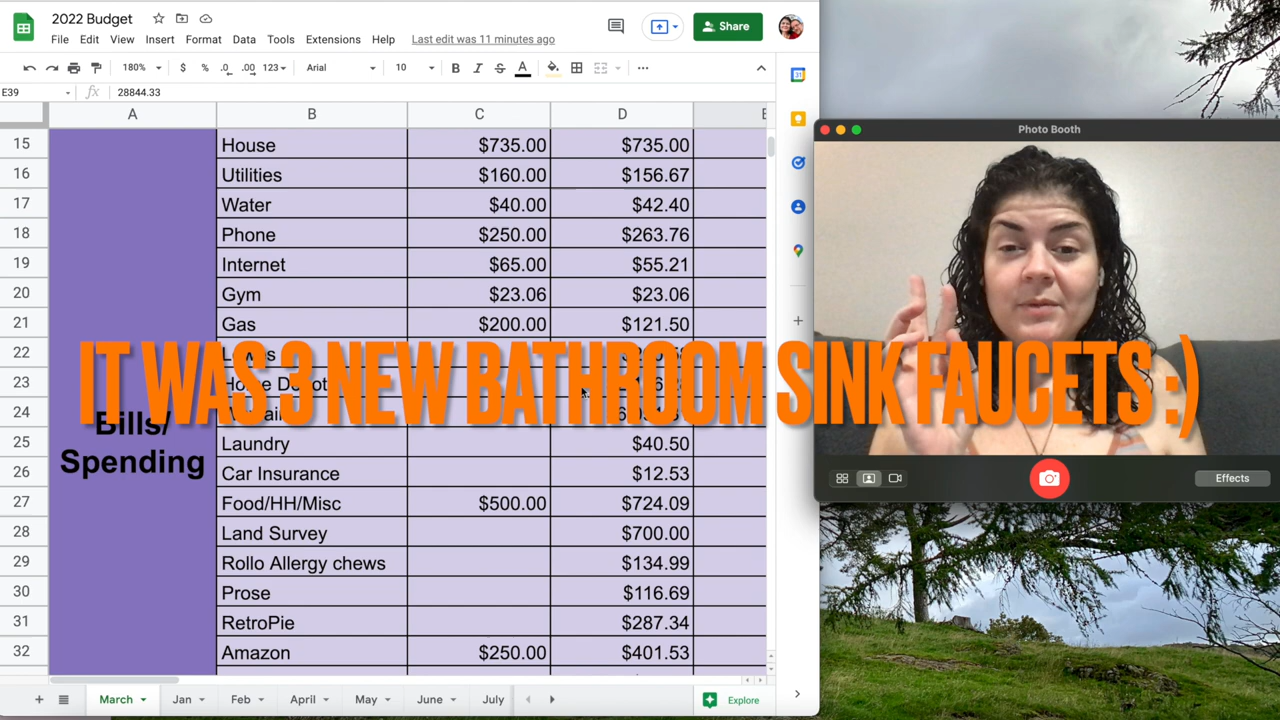 2022 Budget
File Edit View Insert Format Data Tools Extensions Help Last edit was 11 minutes ago
Share
180% $ % .0 .00 123 Arial 10 B I S A
E39 fx 28844.33
A B C D E
15 House $735.00 $735.00
16 Utilities $160.00 $156.67
17 Water $40.00 $42.40
18 Phone $250.00 $263.76
19 Internet $65.00 $55.21
20 Gym $23.06 $23.06
21 Gas $200.00 $121.50
22 Lowes
23 Home Depot
24
25 Laundry $40.50
26 Car Insurance $12.53
27 Food/HH/Misc $500.00 $724.09
28 Land Survey $700.00
29 Rollo Allergy chews $134.99
30 Prose $116.69
31 RetroPie $287.34
32 Amazon $250.00 $401.53
Bills/
Spending
IT WAS 3 NEW BATHROOM SINK FAUCETS :)
Photo Booth
Effects
March Jan Feb April May June July Explore